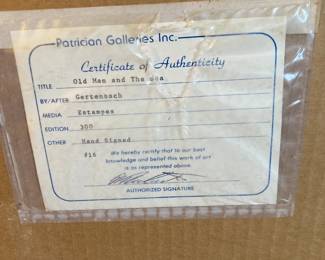 Patrician Galleries Inc.
Certificate of Authenticity
TITLE Old Man and The Sea
BY/AFTER Gertenbach
MEDIA Estampes
EDITION 300
OTHER Hand Signed
#16 We hereby certify that to our best
knowledge and belief this work of art
is as represented above.
AUTHORIZED SIGNATURE